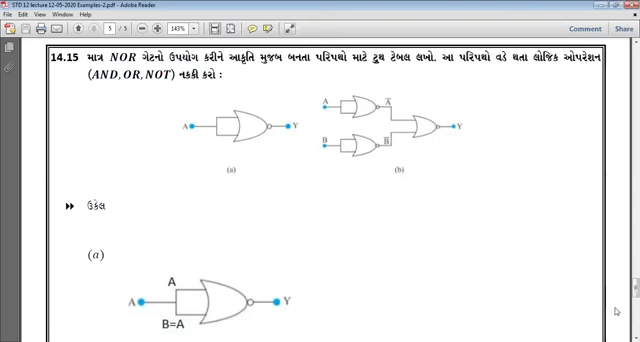 STD 12 lecture 12-05-2020 Examples-2.pdf - Adobe Reader
File Edit View Window Help
5 / 5 143% Comment Share
14.15 માત્ર NOR ગેટનો ઉપયોગ કરીને આકૃતિ મુજબ બનતા પરિપથો માટે ટ્રુથ ટેબલ લખો. આ પરિપથો વડે થતા લોજિક ઓપરેશન
(AND, OR, NOT) નક્કી કરો :
A Y
A A̅
B B̅ Y
(a) (b)
ઉકેલ
(a)
A
A Y
B=A